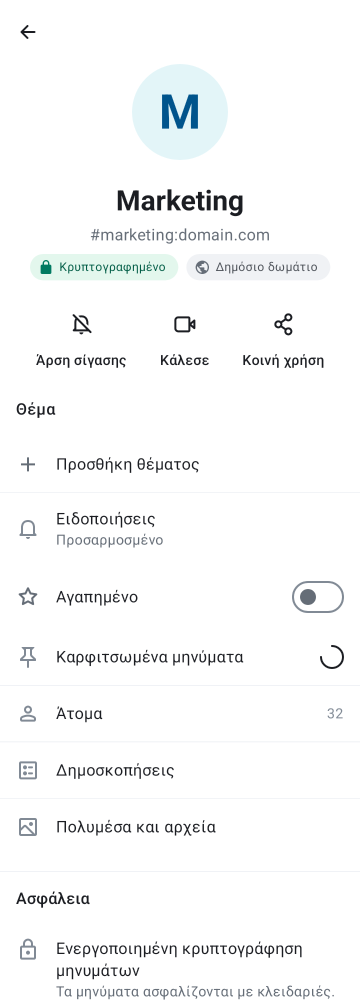 M
Marketing
#marketing:domain.com
Κρυπτογραφημένο
Δημόσιο δωμάτιο
Άρση σίγασης
Κάλεσε
Κοινή χρήση
Θέμα
Προσθήκη θέματος
Ειδοποιήσεις
Προσαρμοσμένο
Αγαπημένο
Καρφιτσωμένα μηνύματα
Άτομα
32
Δημοσκοπήσεις
Πολυμέσα και αρχεία
Ασφάλεια
Ενεργοποιημένη κρυπτογράφηση
μηνυμάτων
Τα μηνύματα ασφαλίζονται με κλειδαριές.